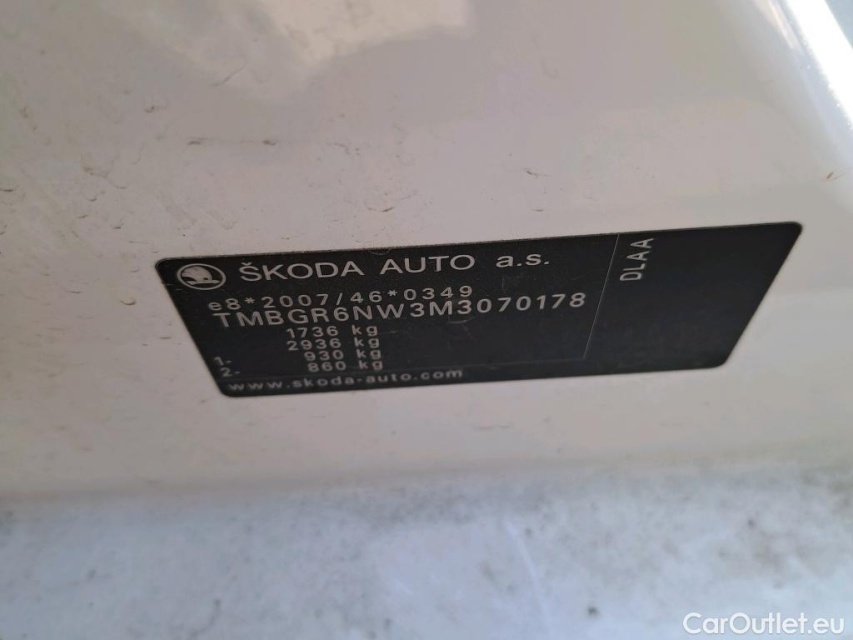 ŠKODA AUTO a.s.
e8*2007/46*0349
TMBGR6NW3M3070178
1736 kg
2936 kg
1- 930 kg
2- 860 kg
www.skoda-auto.com
DLAA
CarOutlet.eu